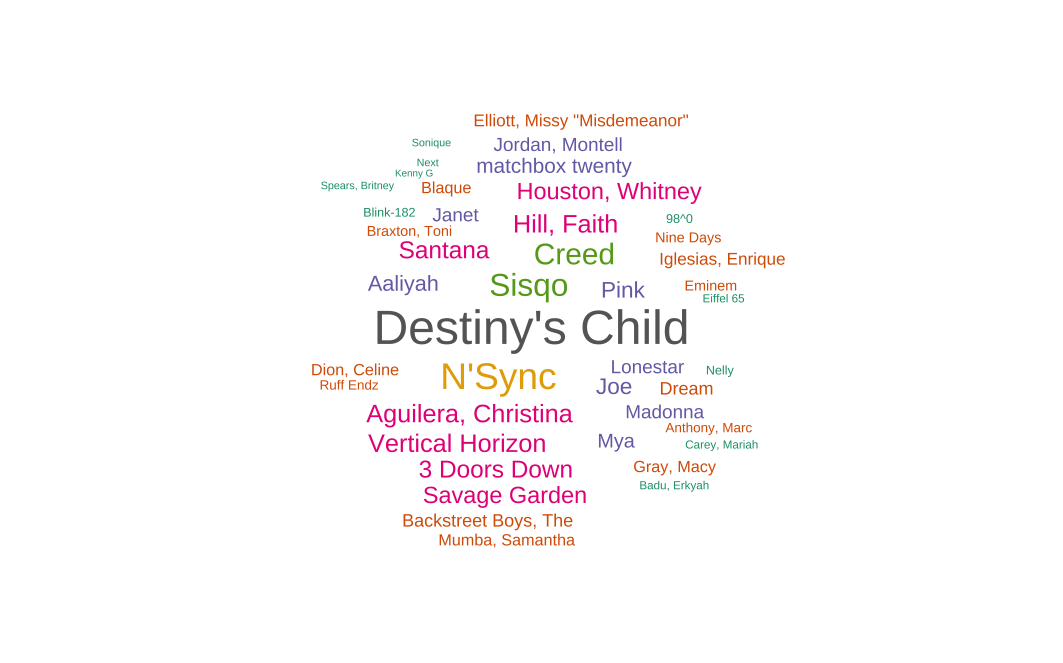 Elliott, Missy "Misdemeanor"
Sonique
Jordan, Montell
Next
matchbox twenty
Kenny G
Spears, Britney
Blaque
Houston, Whitney
Blink-182
Janet
98^0
Braxton, Toni
Hill, Faith
Nine Days
Santana
Creed
Iglesias, Enrique
Aaliyah
Sisqo
Pink
Eminem
Eiffel 65
Destiny's Child
Dion, Celine
N'Sync
Lonestar
Nelly
Ruff Endz
Joe
Dream
Aguilera, Christina
Madonna
Anthony, Marc
Vertical Horizon
Mya
Carey, Mariah
3 Doors Down
Gray, Macy
Badu, Erkyah
Savage Garden
Backstreet Boys, The
Mumba, Samantha